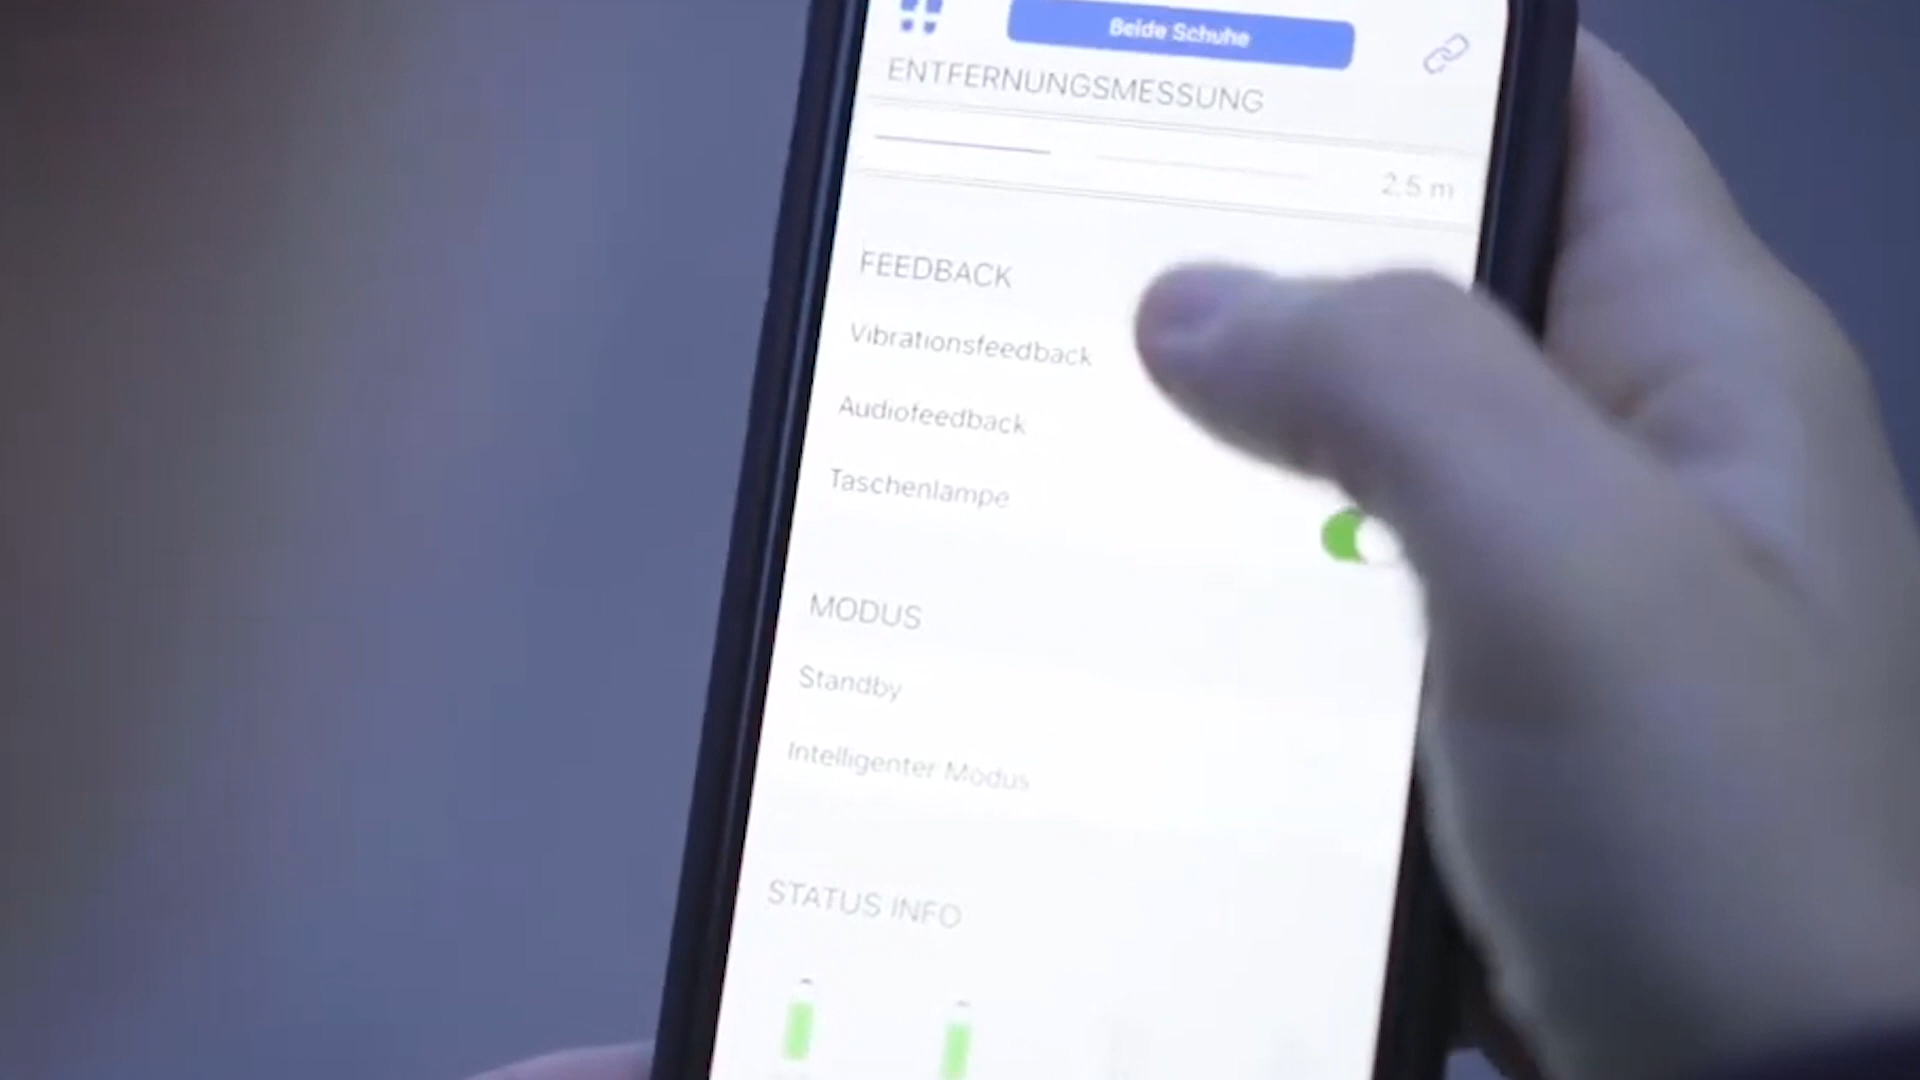 Beide Schuhe
ENTFERNUNGSMESSUNG
2,5 m
FEEDBACK
Vibrationsfeedback
Audiofeedback
Taschenlampe
MODUS
Standby
Intelligenter Modus
STATUS INFO